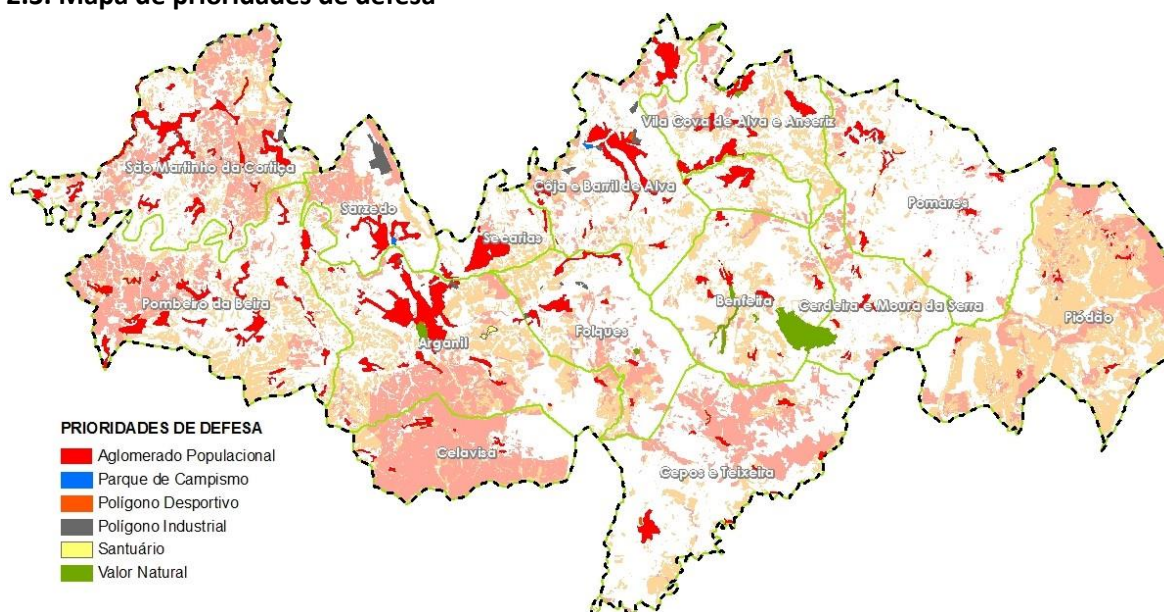 2.3. Mapa de prioridades de defesa
São Martinho da Cortiça
Vila Cova de Alva e Anseriz
Côja e Barril de Alva
Sarzedo
Secarias
Pomares
Pombeiro da Beira
Benfeita
Cerdeira e Moura da Serra
Piódão
Folques
Arganil
Celavisa
Cepos e Teixeira
PRIORIDADES DE DEFESA
Aglomerado Populacional
Parque de Campismo
Polígono Desportivo
Polígono Industrial
Santuário
Valor Natural